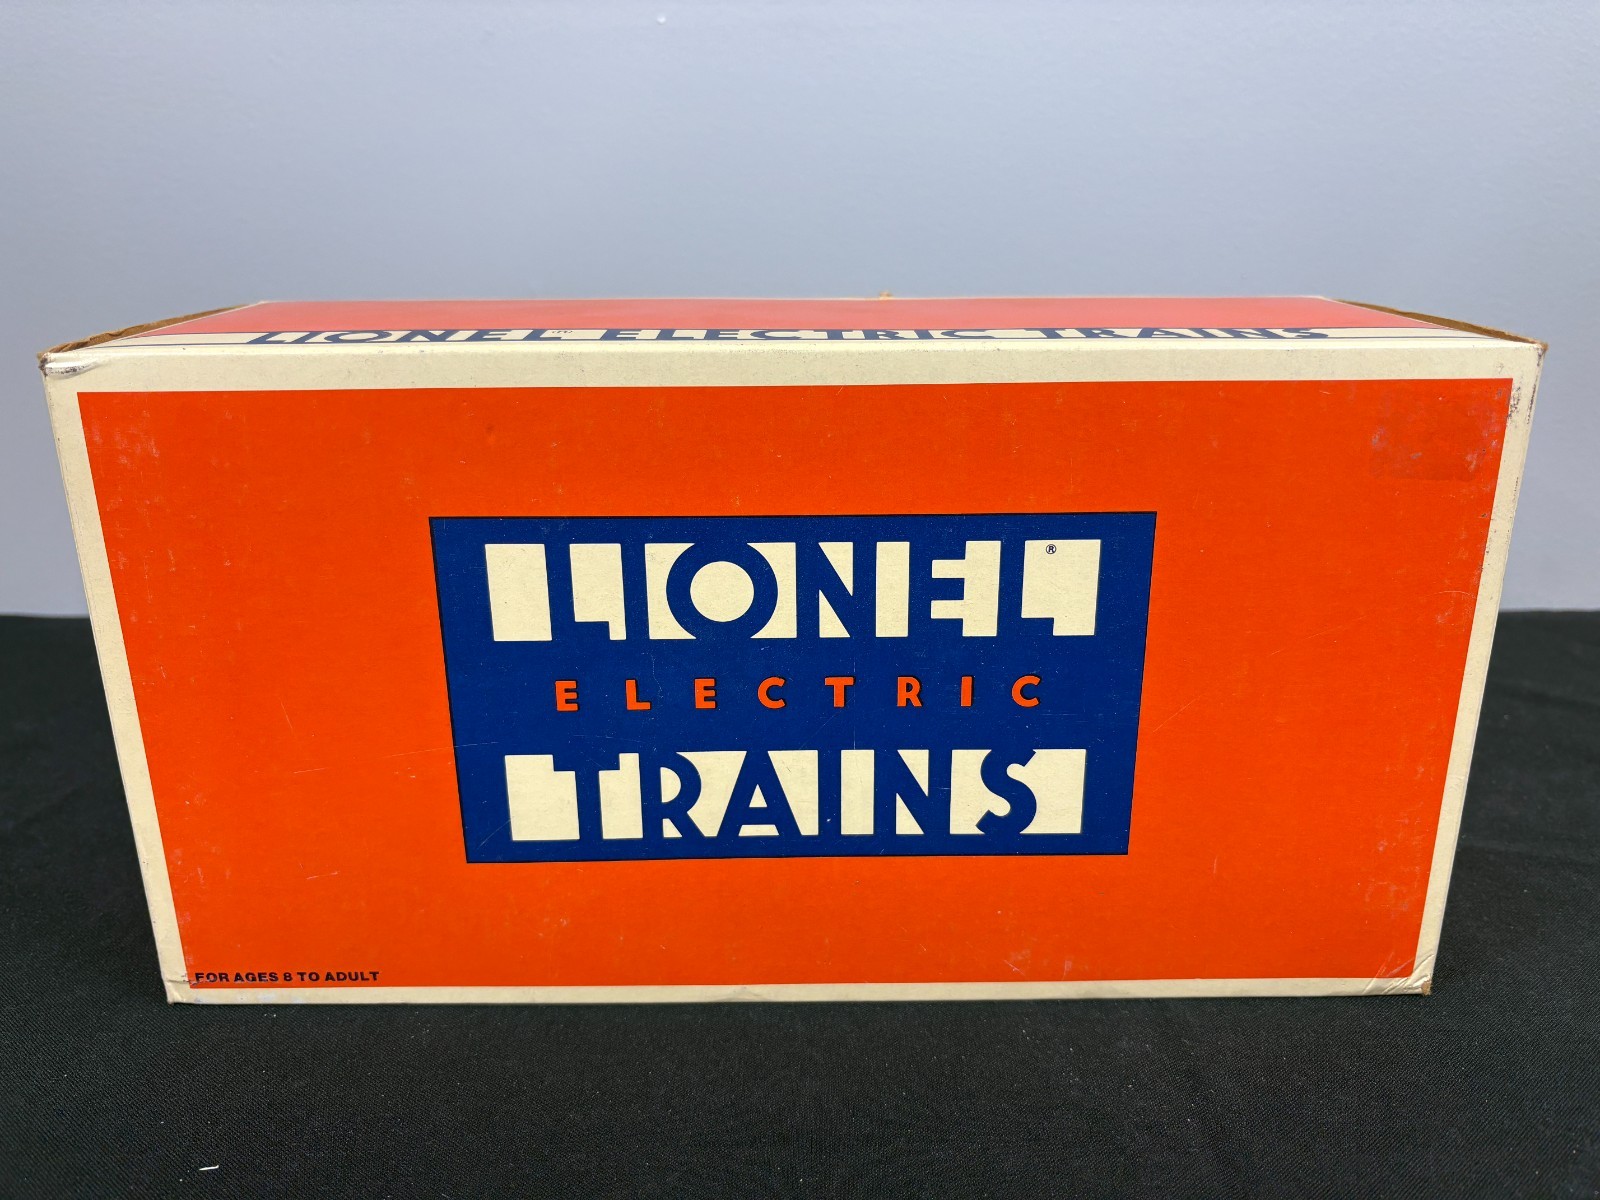 LIONEL® ELECTRIC TRAINS
LIONEL®
ELECTRIC
TRAINS
FOR AGES 8 TO ADULT